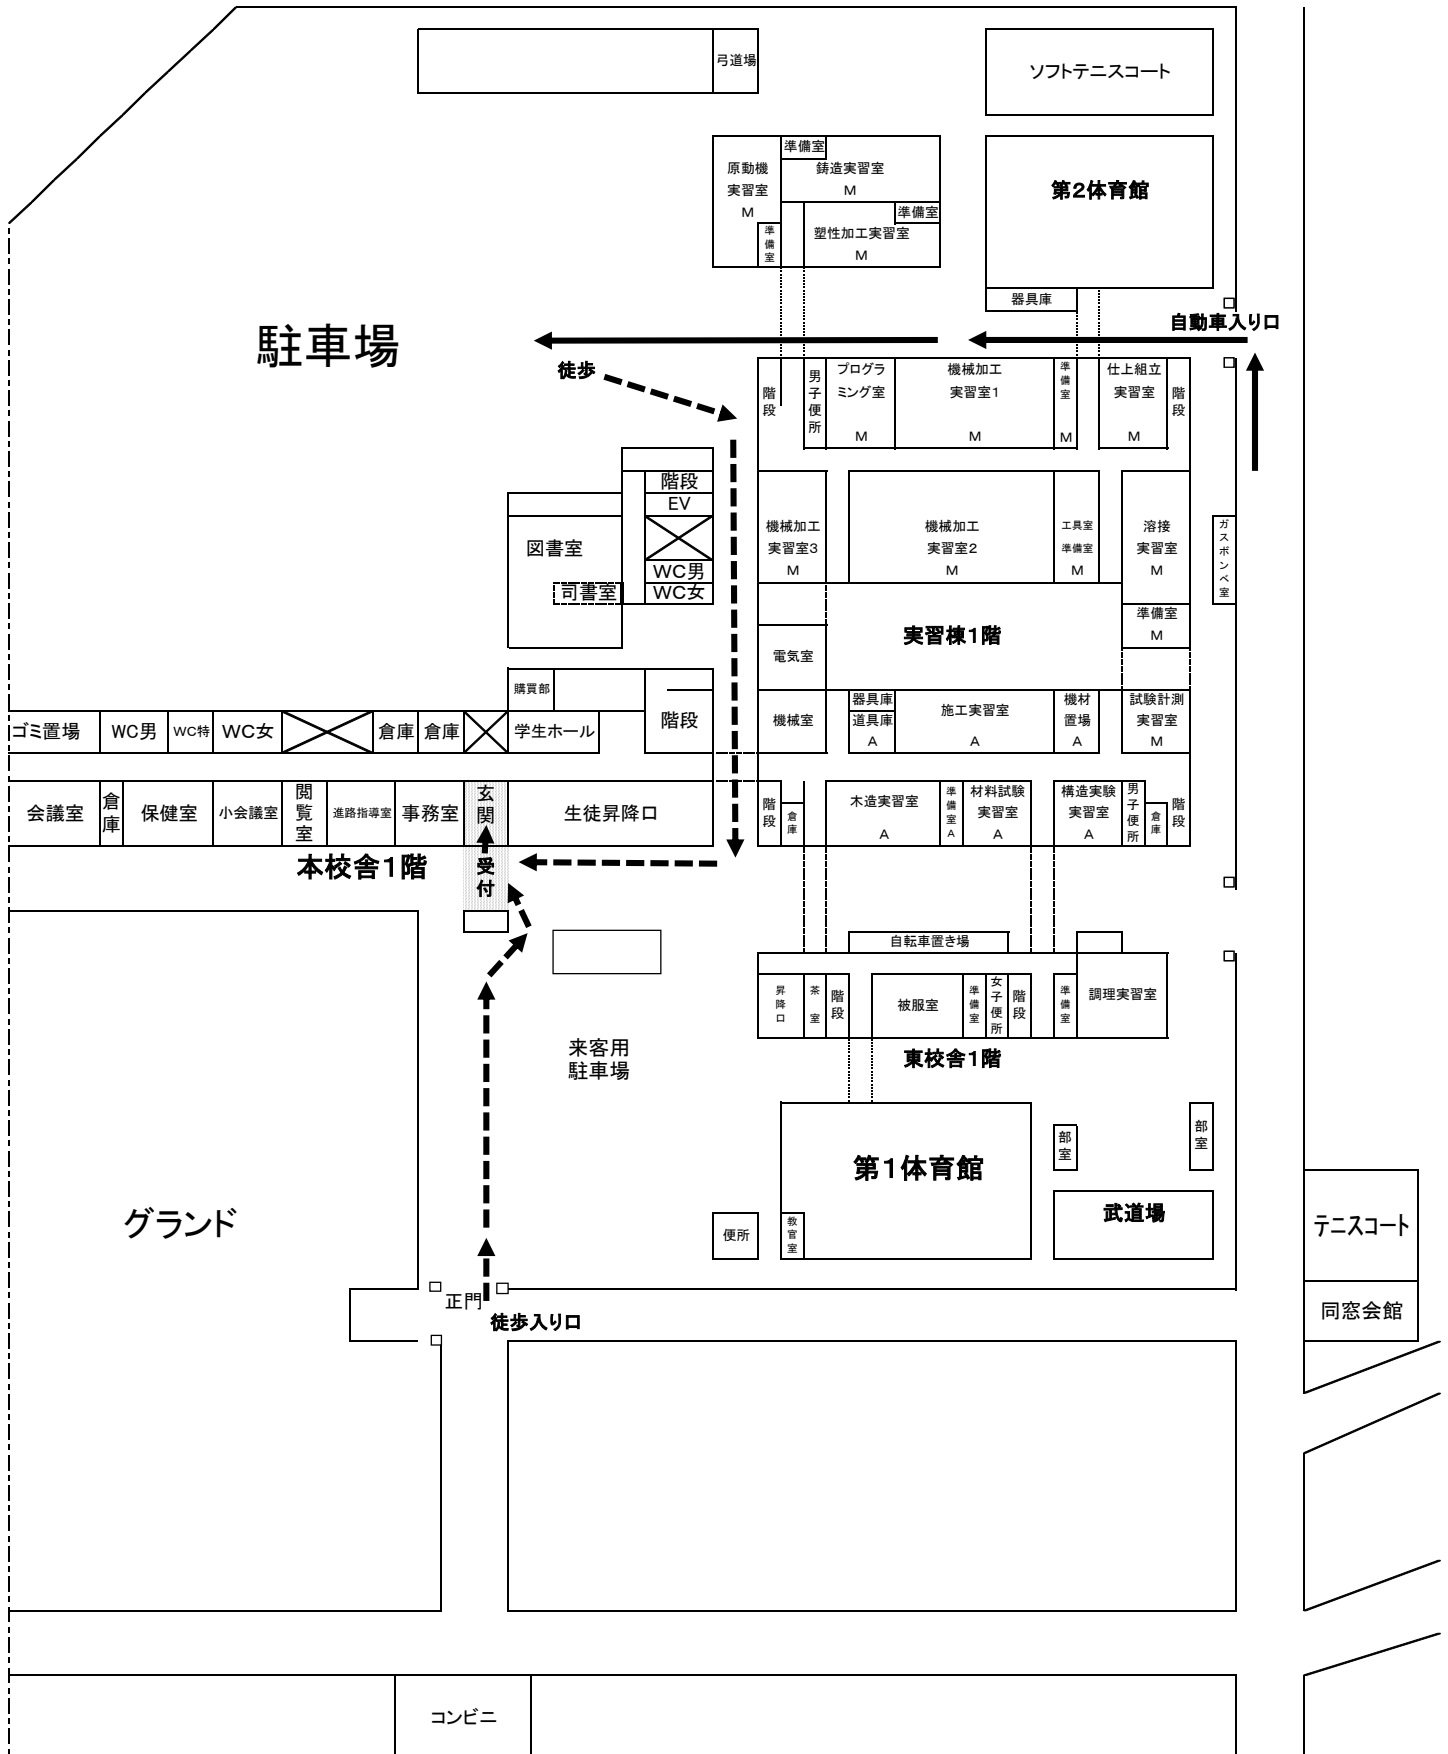 弓道場
ソフトテニスコート
準備室
原動機
実習室
M
鋳造実習室
M
第2体育館
準備室
準備室
塑性加工実習室
M
器具庫
自動車入り口
駐車場
徒歩
階段
男子便所
プログラ
ミング室
M
機械加工
実習室1
M
準備室
M
仕上組立
実習室
M
階段
階段
EV
図書室
WC男
司書室
WC女
機械加工
実習室3
M
機械加工
実習室2
M
工具室
準備室
M
溶接
実習室
M
ガスボンベ室
準備室
M
実習棟1階
電気室
購買部
階段
機械室
器具庫
道具庫
A
施工実習室
A
機材
置場
A
試験計測
実習室
M
ゴミ置場
WC男
WC特
WC女
倉庫
倉庫
学生ホール
会議室
倉庫
保健室
小会議室
閲覧室
進路指導室
事務室
玄関
生徒昇降口
階段
倉庫
木造実習室
A
準備室A
材料試験
実習室
A
構造実験
実習室
A
男子便所
倉庫
階段
本校舎1階
受付
自転車置き場
昇降口
茶室
階段
被服室
準備室
女子便所
階段
準備室
調理実習室
東校舎1階
来客用
駐車場
部室
部室
第1体育館
武道場
グランド
便所
教官室
テニスコート
正門
徒歩入り口
同窓会館
コンビニ